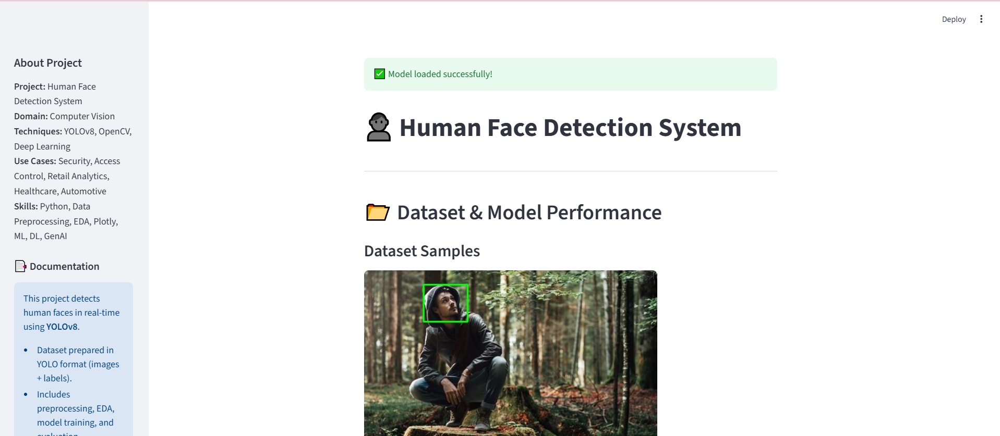 Deploy
About Project
Project: Human Face
Detection System
Domain: Computer Vision
Techniques: YOLOv8, OpenCV,
Deep Learning
Use Cases: Security, Access
Control, Retail Analytics,
Healthcare, Automotive
Skills: Python, Data
Preprocessing, EDA, Plotly,
ML, DL, GenAI
Documentation
This project detects
human faces in real-time
using YOLOv8.
Dataset prepared in
YOLO format (images
+ labels).
Includes
preprocessing, EDA,
model training, and
evaluation
Model loaded successfully!
Human Face Detection System
Dataset & Model Performance
Dataset Samples